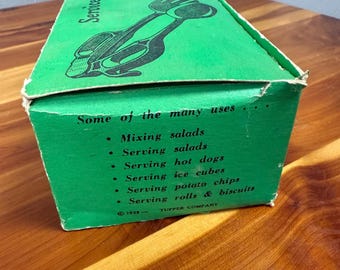 Service
Some of the many uses . . .
• Mixing salads
• Serving salads
• Serving hot dogs
• Serving ice cubes
• Serving potato chips
• Serving rolls & biscuits
TUPPER COMPANY